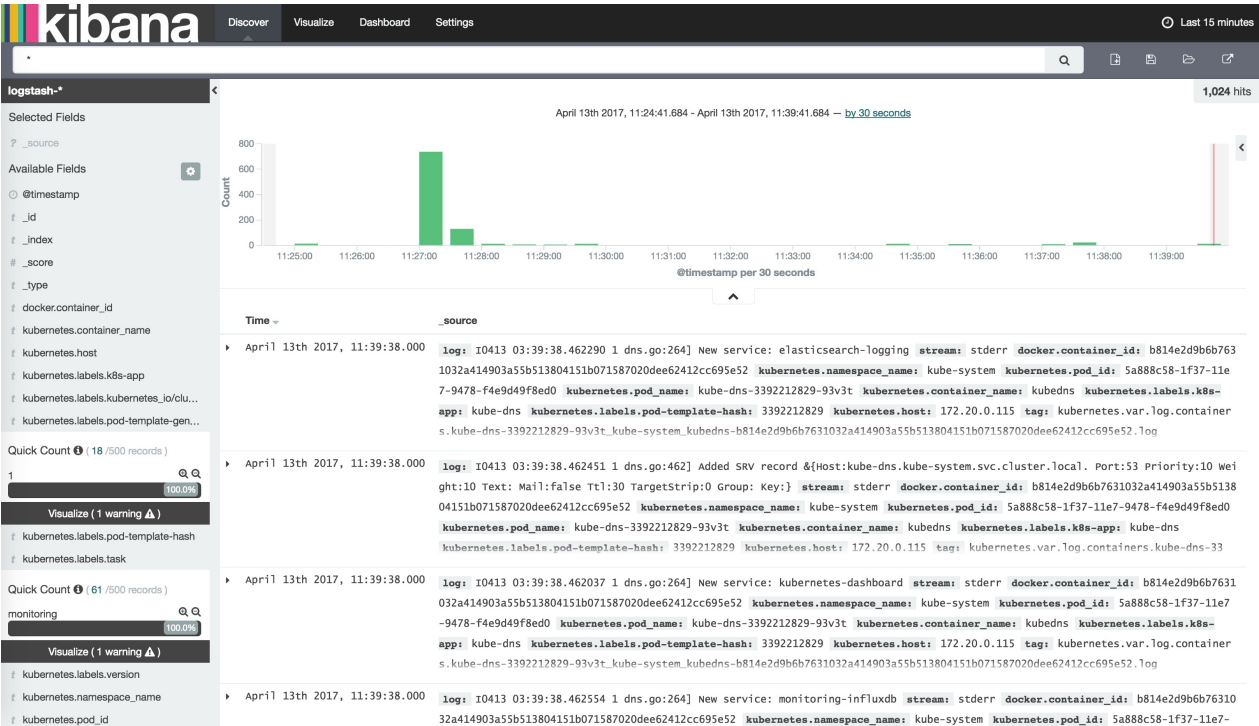 kibana
Discover Visualize Dashboard Settings
Last 15 minutes
*
logstash-*
1,024 hits
Selected Fields
? _source
Available Fields
@timestamp
t _id
t _index
# _score
t _type
t docker.container_id
t kubernetes.container_name
t kubernetes.host
t kubernetes.labels.k8s-app
t kubernetes.labels.kubernetes_io/clu...
t kubernetes.labels.pod-template-gen...
Quick Count ( 18 /500 records )
1
100.0%
Visualize ( 1 warning )
t kubernetes.labels.pod-template-hash
t kubernetes.labels.task
Quick Count ( 61 /500 records )
monitoring
100.0%
Visualize ( 1 warning )
t kubernetes.labels.version
t kubernetes.namespace_name
t kubernetes.pod_id
April 13th 2017, 11:24:41.684 - April 13th 2017, 11:39:41.684 — by 30 seconds
Count
800
600
400
200
0
11:25:00 11:26:00 11:27:00 11:28:00 11:29:00 11:30:00 11:31:00 11:32:00 11:33:00 11:34:00 11:35:00 11:36:00 11:37:00 11:38:00 11:39:00
@timestamp per 30 seconds
Time _source
April 13th 2017, 11:39:38.000 log: I0413 03:39:38.462290 1 dns.go:264] New service: elasticsearch-logging stream: stderr docker.container_id: b814e2d9b6b763
1032a414903a55b513804151b071587020dee62412cc695e52 kubernetes.namespace_name: kube-system kubernetes.pod_id: 5a888c58-1f37-11e
7-9478-f4e9d49f8ed0 kubernetes.pod_name: kube-dns-3392212829-93v3t kubernetes.container_name: kubedns kubernetes.labels.k8s-
app: kube-dns kubernetes.labels.pod-template-hash: 3392212829 kubernetes.host: 172.20.0.115 tag: kubernetes.var.log.container
s.kube-dns-3392212829-93v3t_kube-system_kubedns-b814e2d9b6b7631032a414903a55b513804151b071587020dee62412cc695e52.log
April 13th 2017, 11:39:38.000 log: I0413 03:39:38.462451 1 dns.go:462] Added SRV record &{Host:kube-dns.kube-system.svc.cluster.local. Port:53 Priority:10 Wei
ght:10 Text: Mail:false Ttl:30 TargetStrip:0 Group: Key:} stream: stderr docker.container_id: b814e2d9b6b7631032a414903a55b5138
04151b071587020dee62412cc695e52 kubernetes.namespace_name: kube-system kubernetes.pod_id: 5a888c58-1f37-11e7-9478-f4e9d49f8ed0
kubernetes.pod_name: kube-dns-3392212829-93v3t kubernetes.container_name: kubedns kubernetes.labels.k8s-app: kube-dns
kubernetes.labels.pod-template-hash: 3392212829 kubernetes.host: 172.20.0.115 tag: kubernetes.var.log.containers.kube-dns-33
April 13th 2017, 11:39:38.000 log: I0413 03:39:38.462037 1 dns.go:264] New service: kubernetes-dashboard stream: stderr docker.container_id: b814e2d9b6b7631
032a414903a55b513804151b071587020dee62412cc695e52 kubernetes.namespace_name: kube-system kubernetes.pod_id: 5a888c58-1f37-11e7
-9478-f4e9d49f8ed0 kubernetes.pod_name: kube-dns-3392212829-93v3t kubernetes.container_name: kubedns kubernetes.labels.k8s-
app: kube-dns kubernetes.labels.pod-template-hash: 3392212829 kubernetes.host: 172.20.0.115 tag: kubernetes.var.log.container
s.kube-dns-3392212829-93v3t_kube-system_kubedns-b814e2d9b6b7631032a414903a55b513804151b071587020dee62412cc695e52.log
April 13th 2017, 11:39:38.000 log: I0413 03:39:38.462554 1 dns.go:264] New service: monitoring-influxdb stream: stderr docker.container_id: b814e2d9b6b76310
32a414903a55b513804151b071587020dee62412cc695e52 kubernetes.namespace_name: kube-system kubernetes.pod_id: 5a888c58-1f37-11e7-